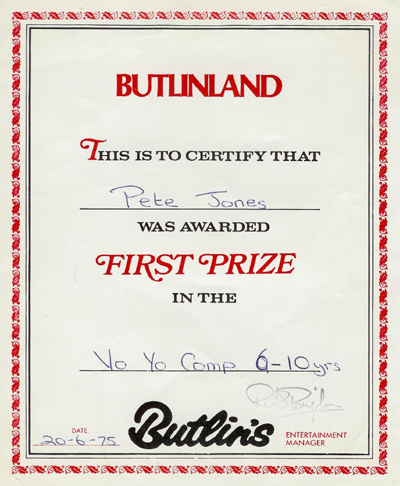 BUTLINLAND
THIS IS TO CERTIFY THAT
Pete Jones
WAS AWARDED
FIRST PRIZE
IN THE
Yo Yo Comp 6-10yrs
DATE
20-6-75
Butlin's
ENTERTAINMENT
MANAGER